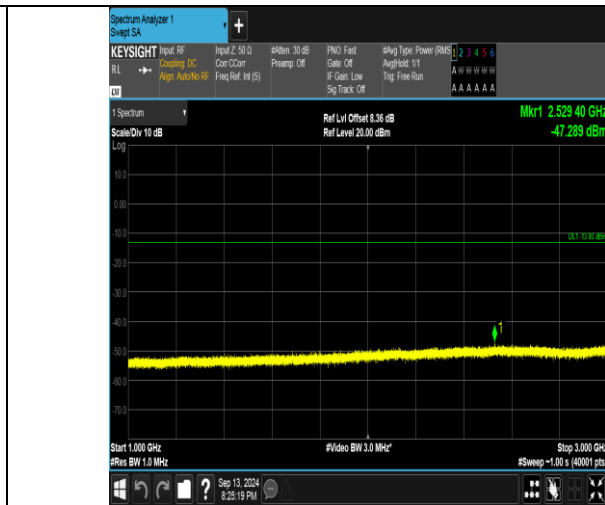 Spectrum Analyzer 1
Swept SA
+
KEYSIGHT Input: RF Input Z: 50 Ω #Atten: 30 dB PNO: Fast #Avg Type: Power (RMS 1 2 3 4 5 6
RL Coupling: DC Corr CCorr Preamp: Off Gate: Off Avg|Hold: 1/1 A W W W W W
Align: Auto/No RF Freq Ref: Int (S) IF Gain: Low Trig: Free Run
LXI Sig Track: Off A A A A A A
1 Spectrum Ref Lvl Offset 8.36 dB Mkr1 2.529 40 GHz
Scale/Div 10 dB Ref Level 20.00 dBm -47.289 dBm
Log
10.0
0.00
-10.0
DL1 -13.00 dBm
-20.0
-30.0
-40.0
1
-50.0
-60.0
-70.0
Start 1.000 GHz #Video BW 3.0 MHz* Stop 3.000 GHz
#Res BW 1.0 MHz #Sweep ~1.00 s (40001 pts
? Sep 13, 2024
8:25:19 PM